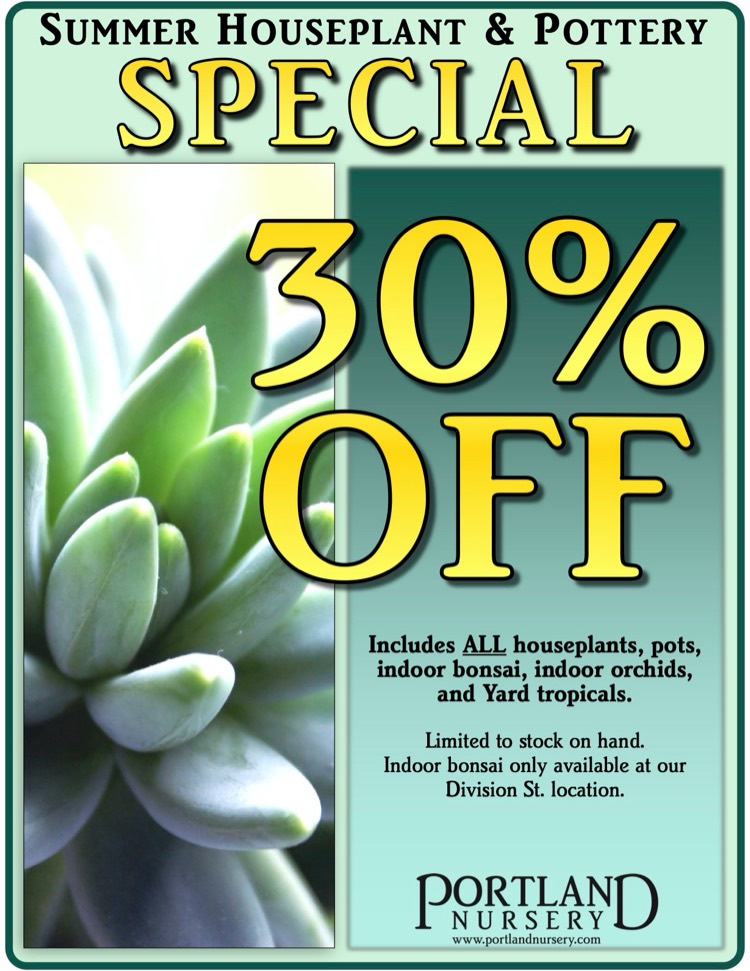 SUMMER HOUSEPLANT & POTTERY
SPECIAL
30%
OFF
Includes ALL houseplants, pots,
indoor bonsai, indoor orchids,
and Yard tropicals.
Limited to stock on hand.
Indoor bonsai only available at our
Division St. location.
PORTLAND
NURSERY
www.portlandnursery.com